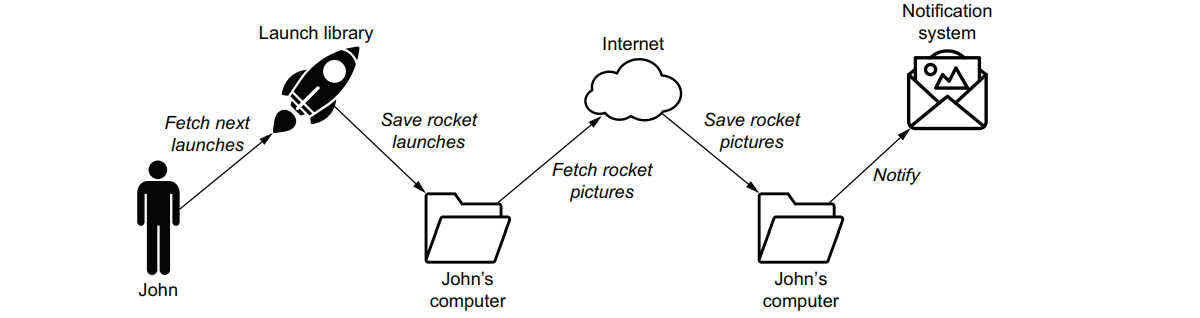 Launch library
Internet
Notification
system
Fetch next
launches
Save rocket
launches
Fetch rocket
pictures
Save rocket
pictures
Notify
John
John's
computer
John's
computer